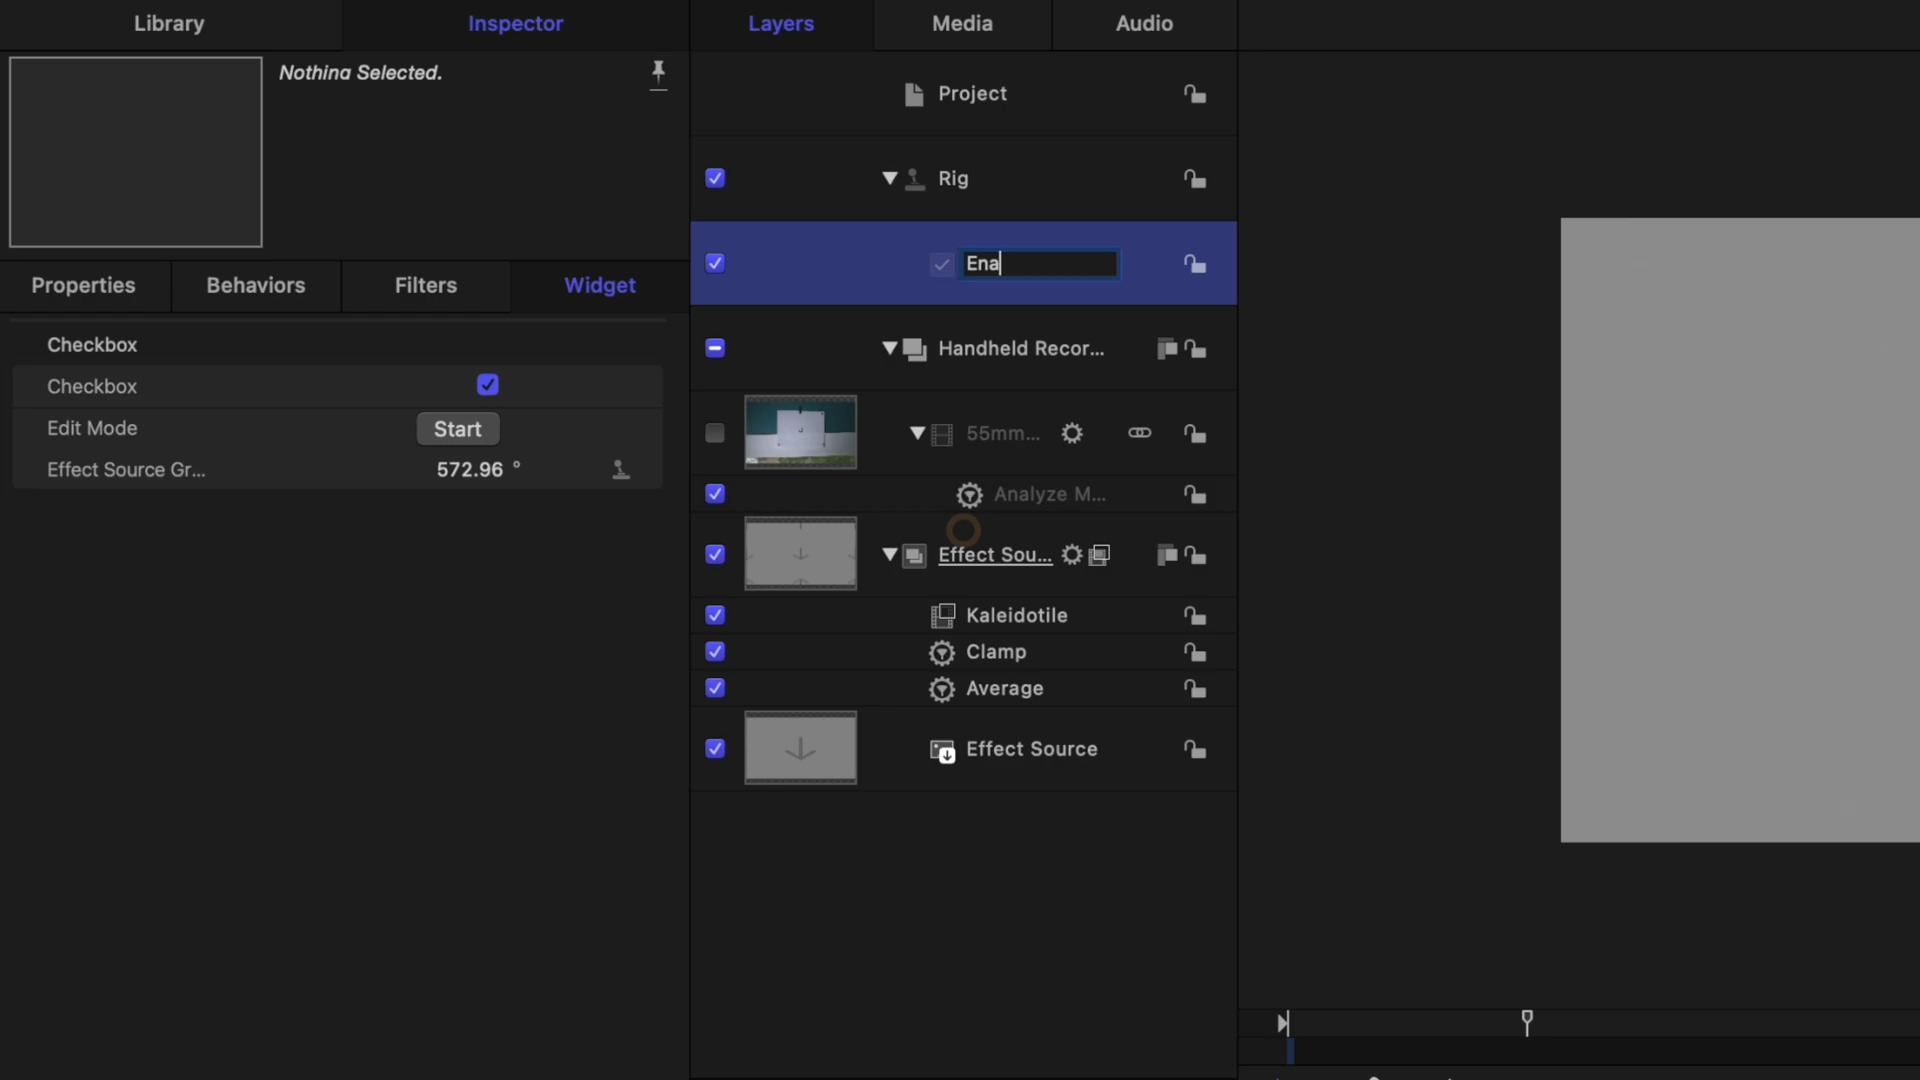 Library
Inspector
Layers
Media
Audio
Nothing Selected.
Project
Rig
Ena
Properties
Behaviors
Filters
Widget
Checkbox
Checkbox
Edit Mode
Start
Effect Source Gr...
572.96 °
Handheld Recor...
55mm...
Analyze M...
Effect Sou...
Kaleidotile
Clamp
Average
Effect Source